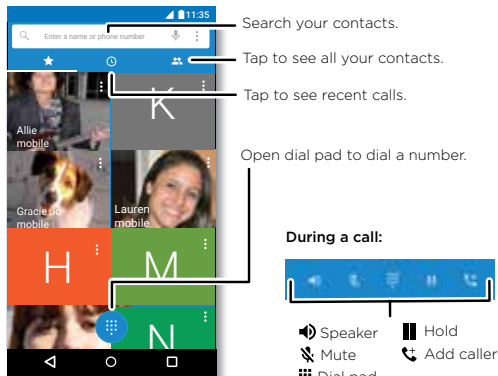 11:35
Enter a name or phone number
Allie
mobile
K
Gracie Jo
mobile
Lauren
mobile
H
M
N
Search your contacts.
Tap to see all your contacts.
Tap to see recent calls.
Open dial pad to dial a number.
During a call:
Speaker
Hold
Mute
Add caller
Dial pad